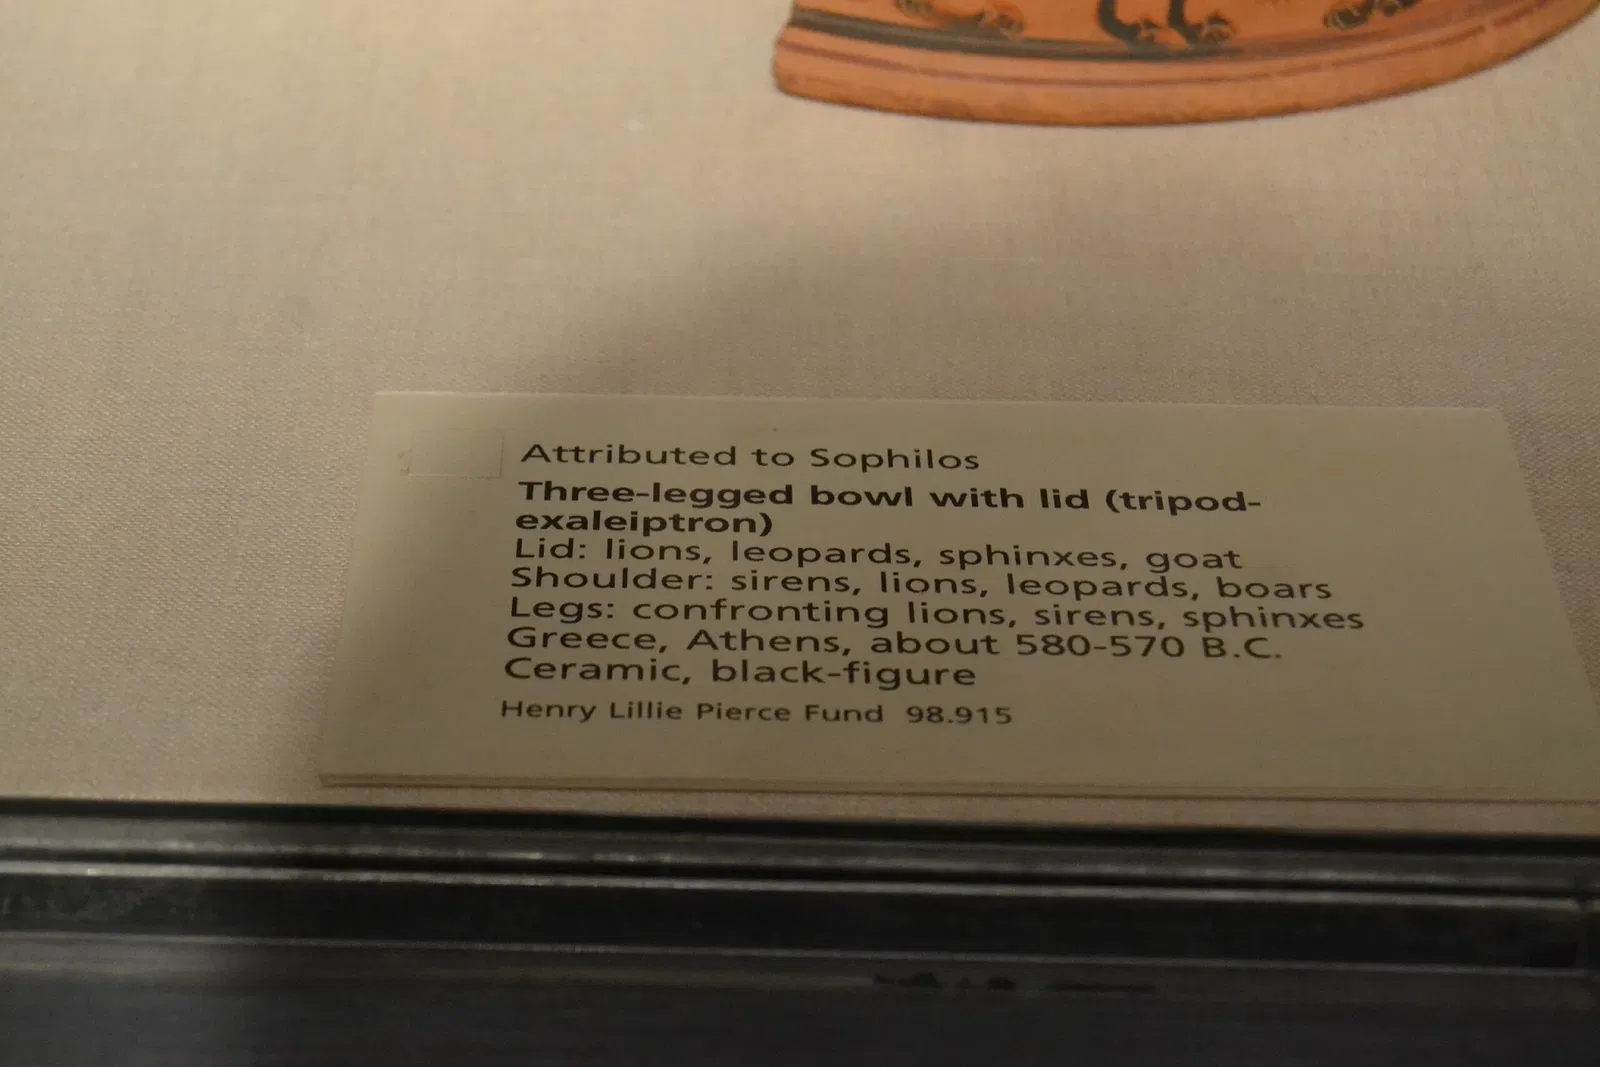 Attributed to Sophilos
Three-legged bowl with lid (tripod-
exaleiptron)
Lid: lions, leopards, sphinxes, goat
Shoulder: sirens, lions, leopards, boars
Legs: confronting lions, sirens, sphinxes
Greece, Athens, about 580-570 B.C.
Ceramic, black-figure
Henry Lillie Pierce Fund 98.915